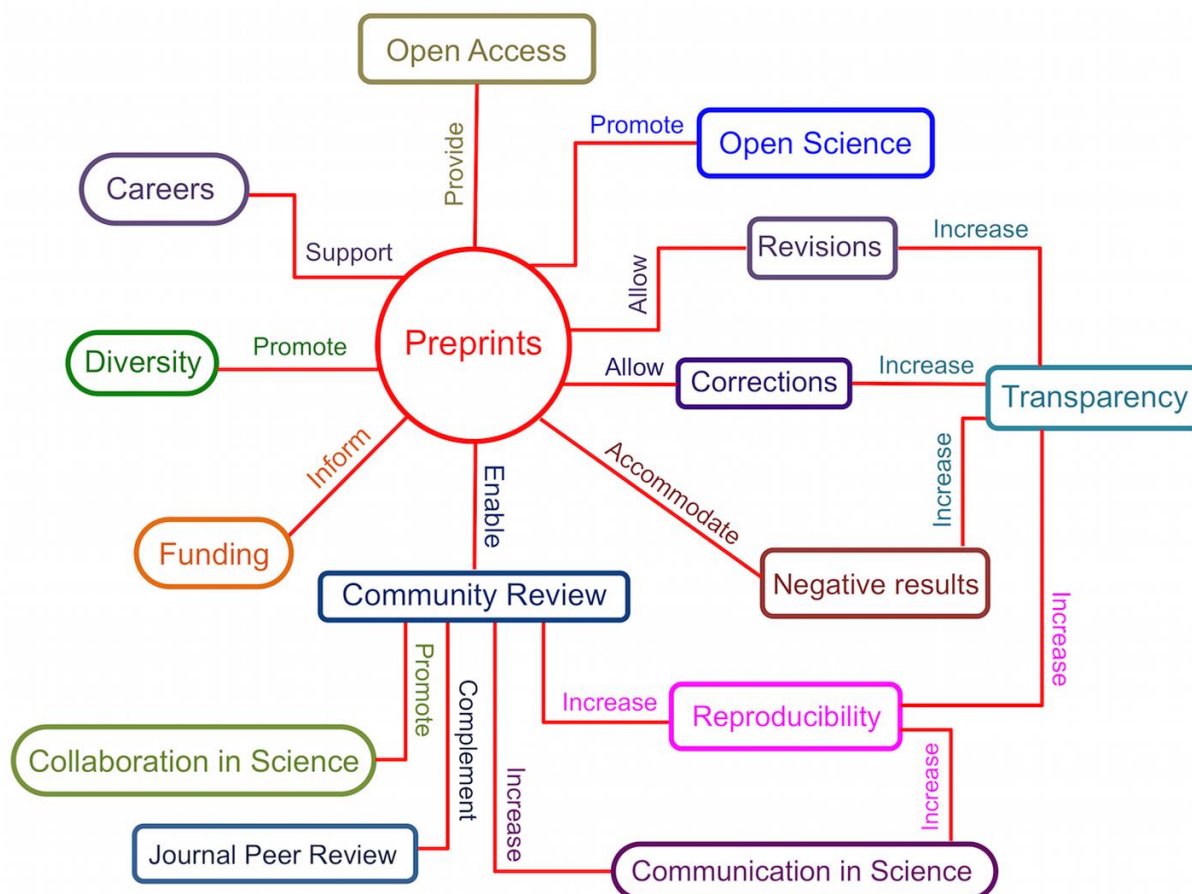 Open Access
Provide
Promote
Open Science
Careers
Support
Revisions
Increase
Allow
Preprints
Diversity
Promote
Allow
Corrections
Increase
Transparency
Inform
Funding
Enable
Accommodate
Increase
Negative results
Community Review
Increase
Promote
Complement
Increase
Increase
Reproducibility
Collaboration in Science
Increase
Journal Peer Review
Communication in Science